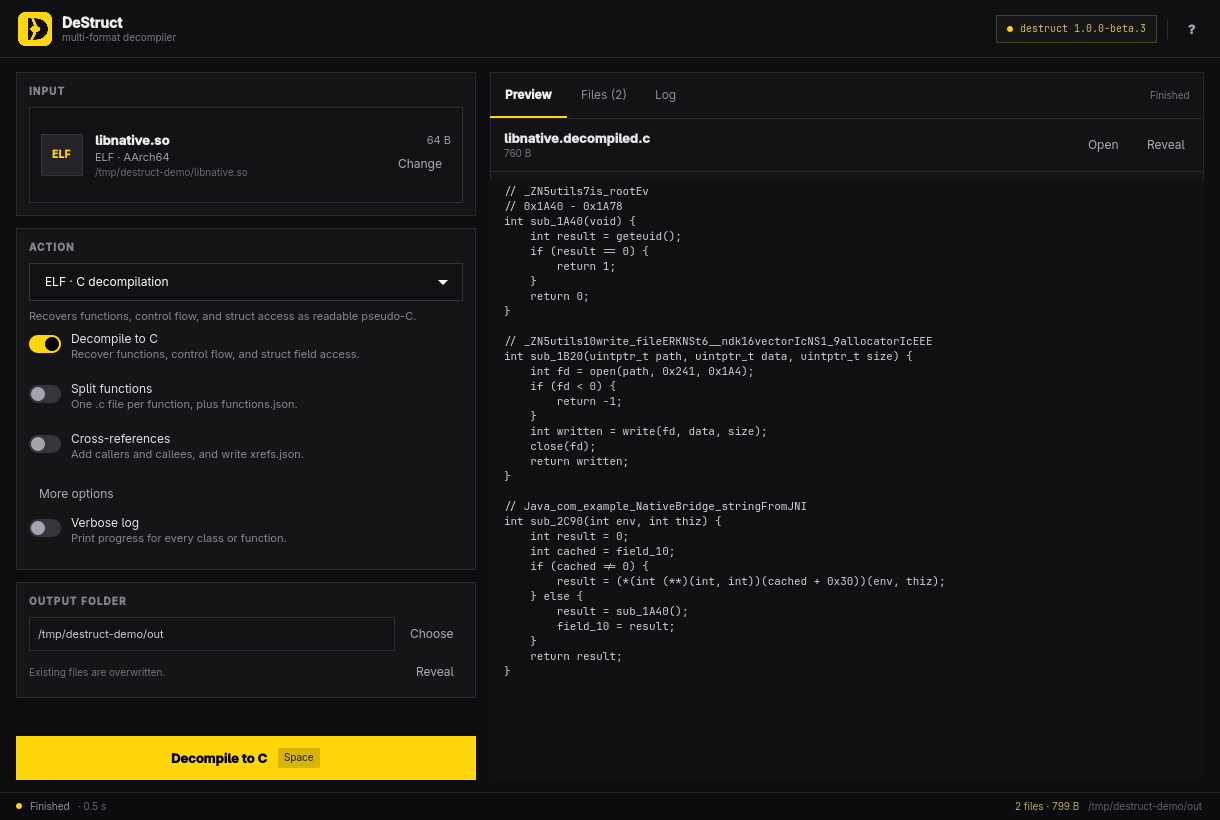 DeStruct
multi-format decompiler
destruct 1.0.0-beta.3
?
INPUT
ELF
libnative.so
64 B
ELF · AArch64
Change
/tmp/destruct-demo/libnative.so
ACTION
ELF · C decompilation
Recovers functions, control flow, and struct access as readable pseudo-C.
Decompile to C
Recover functions, control flow, and struct field access.
Split functions
One .c file per function, plus functions.json.
Cross-references
Add callers and callees, and write xrefs.json.
More options
Verbose log
Print progress for every class or function.
OUTPUT FOLDER
/tmp/destruct-demo/out
Choose
Existing files are overwritten.
Reveal
Decompile to C Space
Preview Files (2) Log Finished
libnative.decompiled.c
760 B
Open Reveal
// _ZN5utils7is_rootEv
// 0x1A40 - 0x1A78
int sub_1A40(void) {
    int result = geteuid();
    if (result == 0) {
        return 1;
    }
    return 0;
}
// _ZN5utils10write_fileERKNSt6__ndk16vectorIcNS1_9allocatorIcEEE
int sub_1B20(uintptr_t path, uintptr_t data, uintptr_t size) {
    int fd = open(path, 0x241, 0x1A4);
    if (fd < 0) {
        return -1;
    }
    int written = write(fd, data, size);
    close(fd);
    return written;
}
// Java_com_example_NativeBridge_stringFromJNI
int sub_2C90(int env, int thiz) {
    int result = 0;
    int cached = field_10;
    if (cached != 0) {
        result = (*(int (**)(int, int))(cached + 0x30))(env, thiz);
    } else {
        result = sub_1A40();
        field_10 = result;
    }
    return result;
}
Finished · 0.5 s
2 files · 799 B /tmp/destruct-demo/out